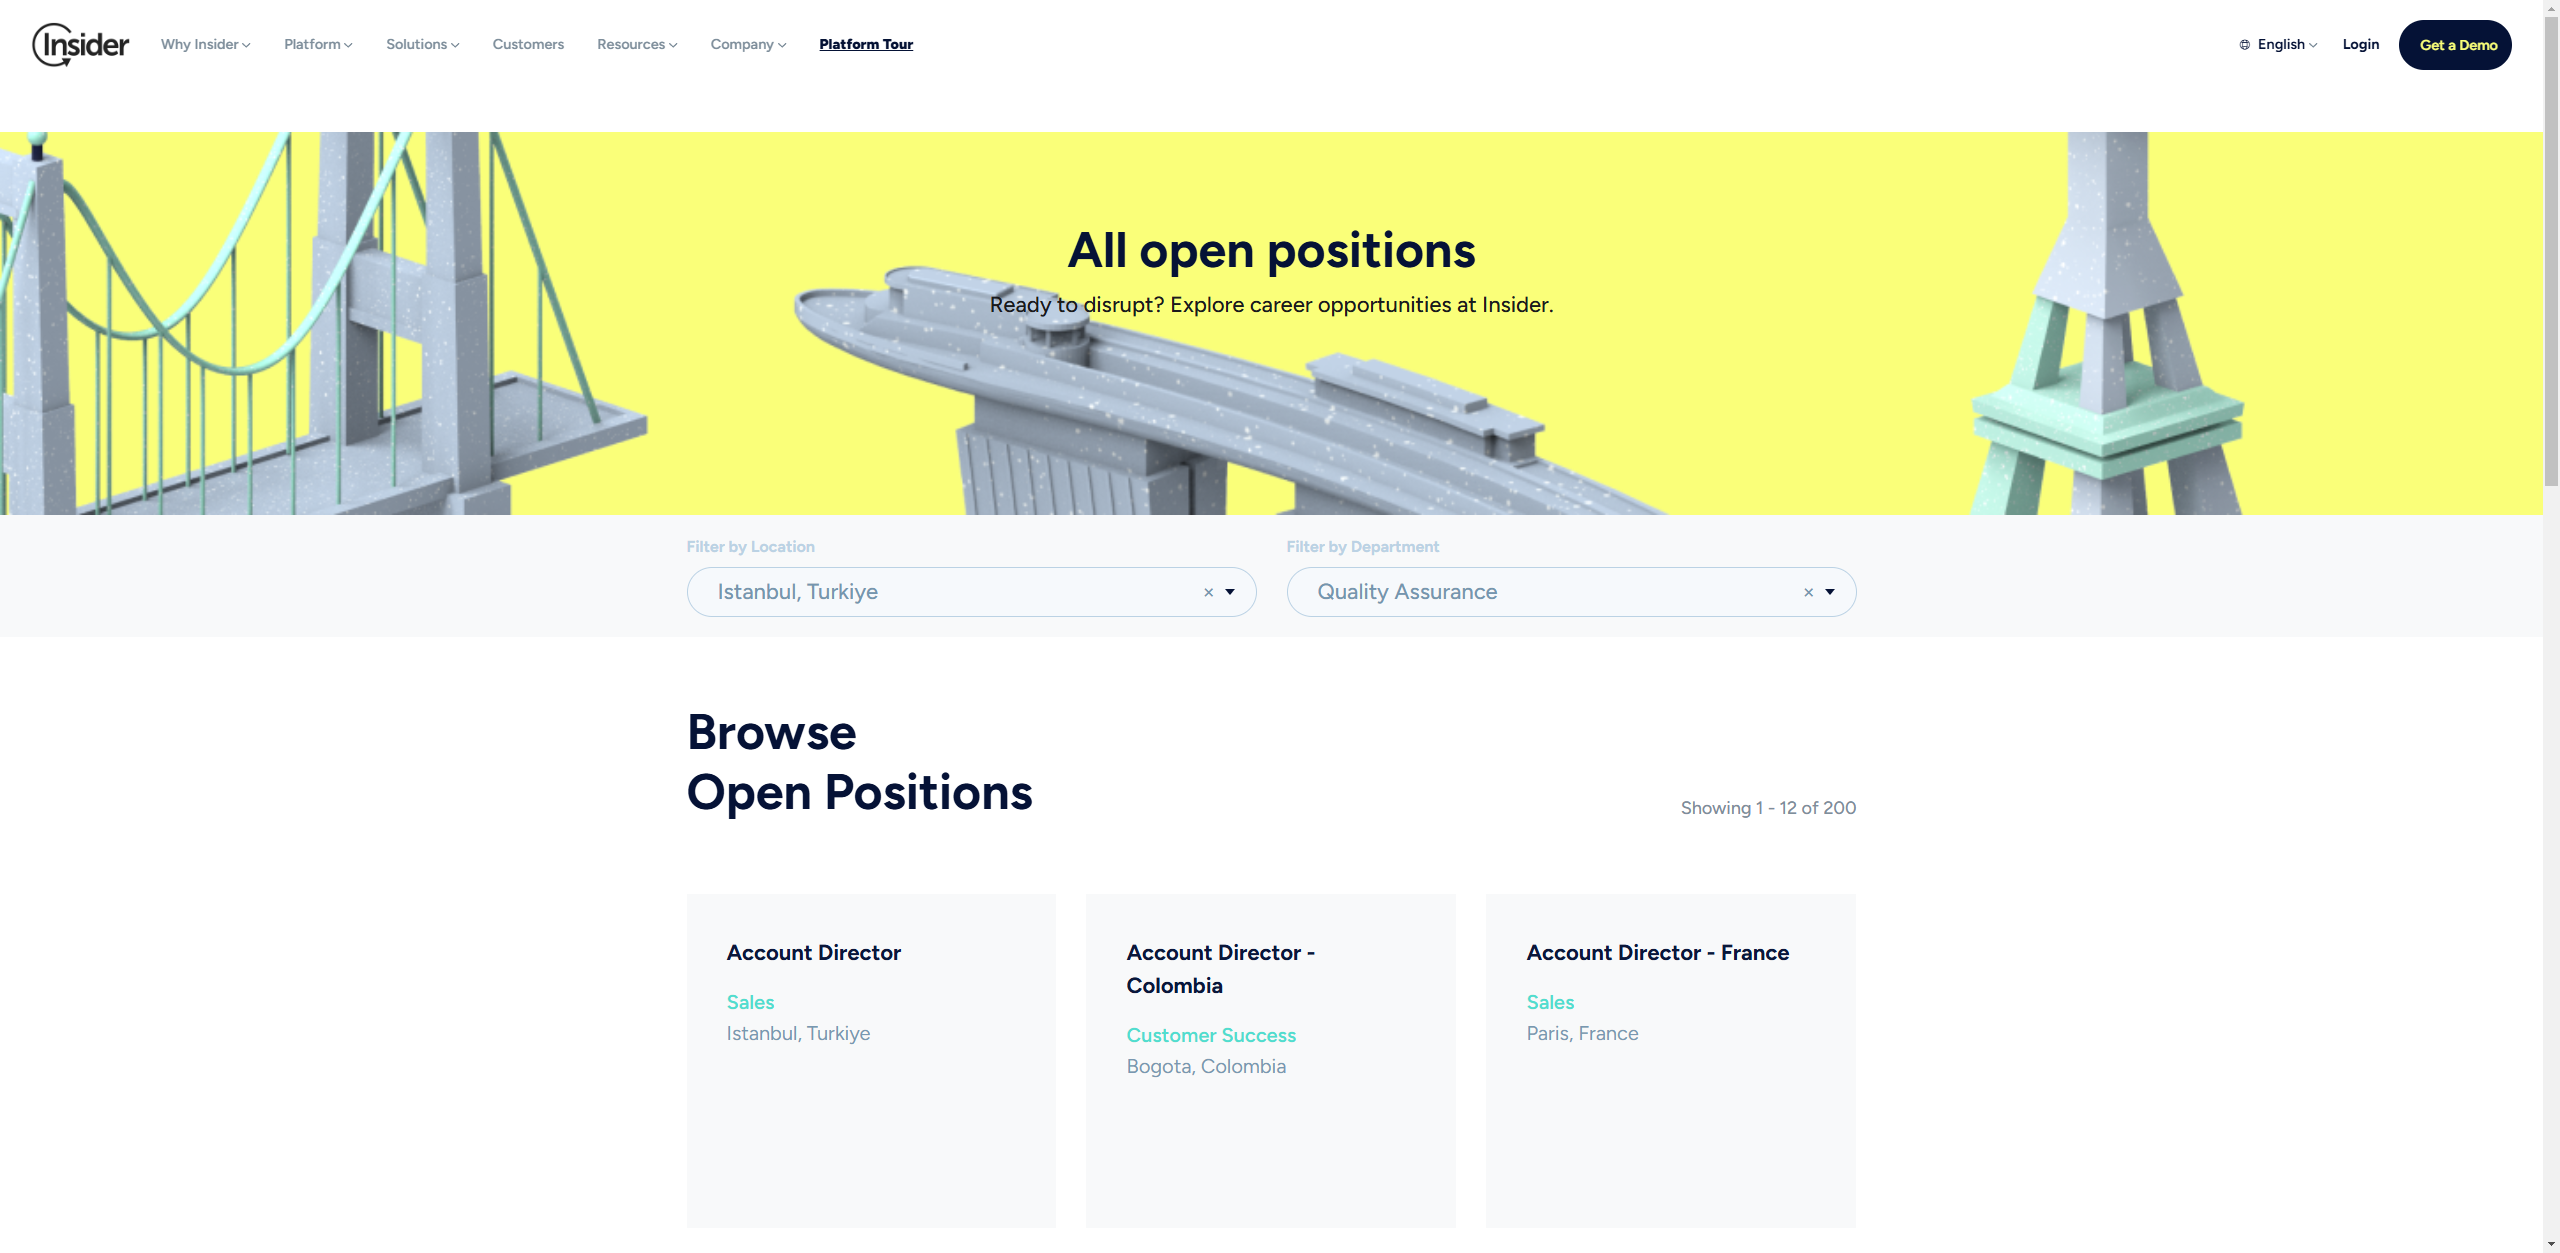 Insider
Why Insider
Platform
Solutions
Customers
Resources
Company
Platform Tour
English
Login
Get a Demo
All open positions
Ready to disrupt? Explore career opportunities at Insider.
Filter by Location
Filter by Department
Istanbul, Turkiye
×
Quality Assurance
×
Browse
Open Positions
Showing 1 - 12 of 200
Account Director
Sales
Istanbul, Turkiye
Account Director -
Colombia
Customer Success
Bogota, Colombia
Account Director - France
Sales
Paris, France